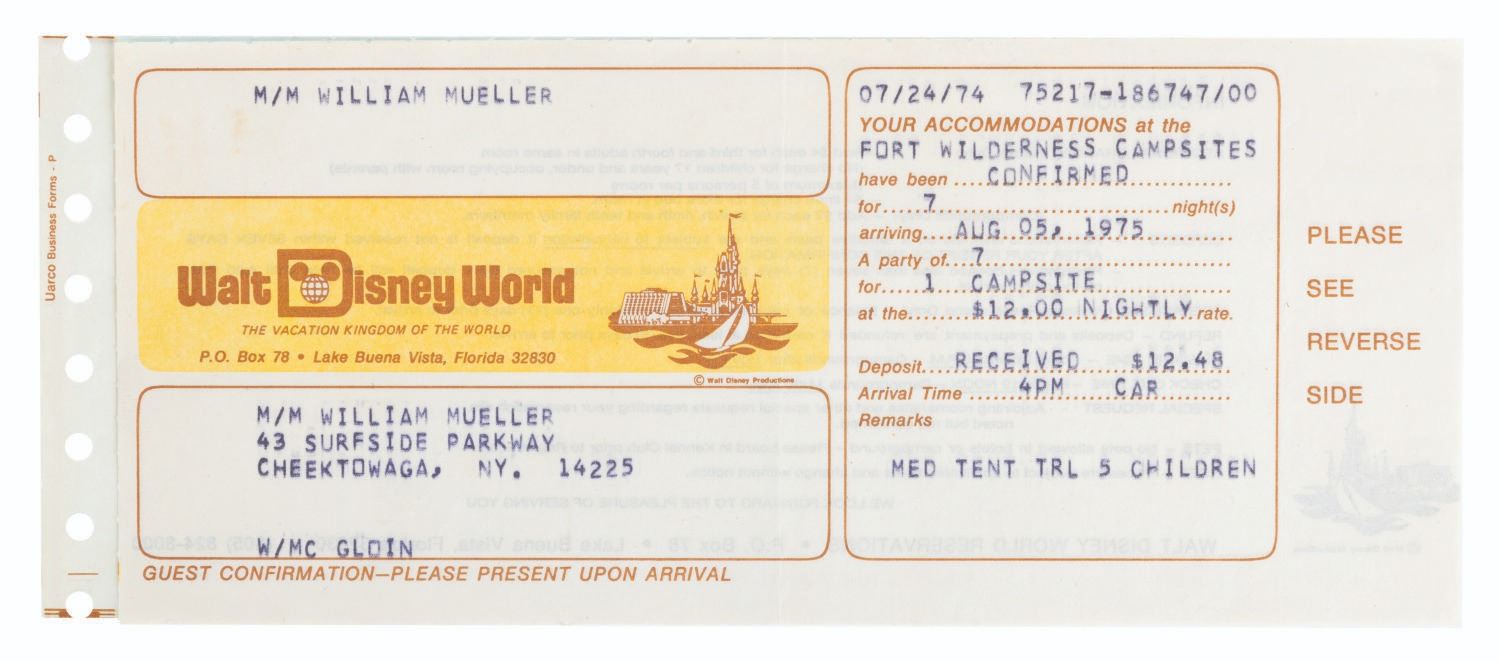 Uarco Business Forms - P
M/M WILLIAM MUELLER
Walt Disney World
THE VACATION KINGDOM OF THE WORLD
P.O. Box 78 • Lake Buena Vista, Florida 32830
© Walt Disney Productions
M/M WILLIAM MUELLER
43 SURFSIDE PARKWAY
CHEEKTOWAGA, NY. 14225
W/MC GLOIN
GUEST CONFIRMATION—PLEASE PRESENT UPON ARRIVAL
07/24/74 75217-186747/00
YOUR ACCOMMODATIONS at the
FORT WILDERNESS CAMPSITES
have been .... CONFIRMED
for.... 7 night(s)
arriving... AUG 05, 1975
A party of... 7
for.... 1 CAMPSITE
at the... $12.00 NIGHTLY rate.
Deposit... RECEIVED $12.48
Arrival Time ..... 4PM CAR
Remarks
MED TENT TRL 5 CHILDREN
PLEASE
SEE
REVERSE
SIDE